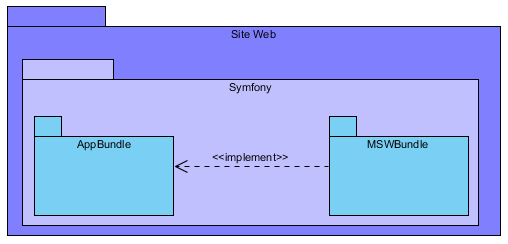 Site Web
Symfony
AppBundle
<<implement>>
MSWBundle